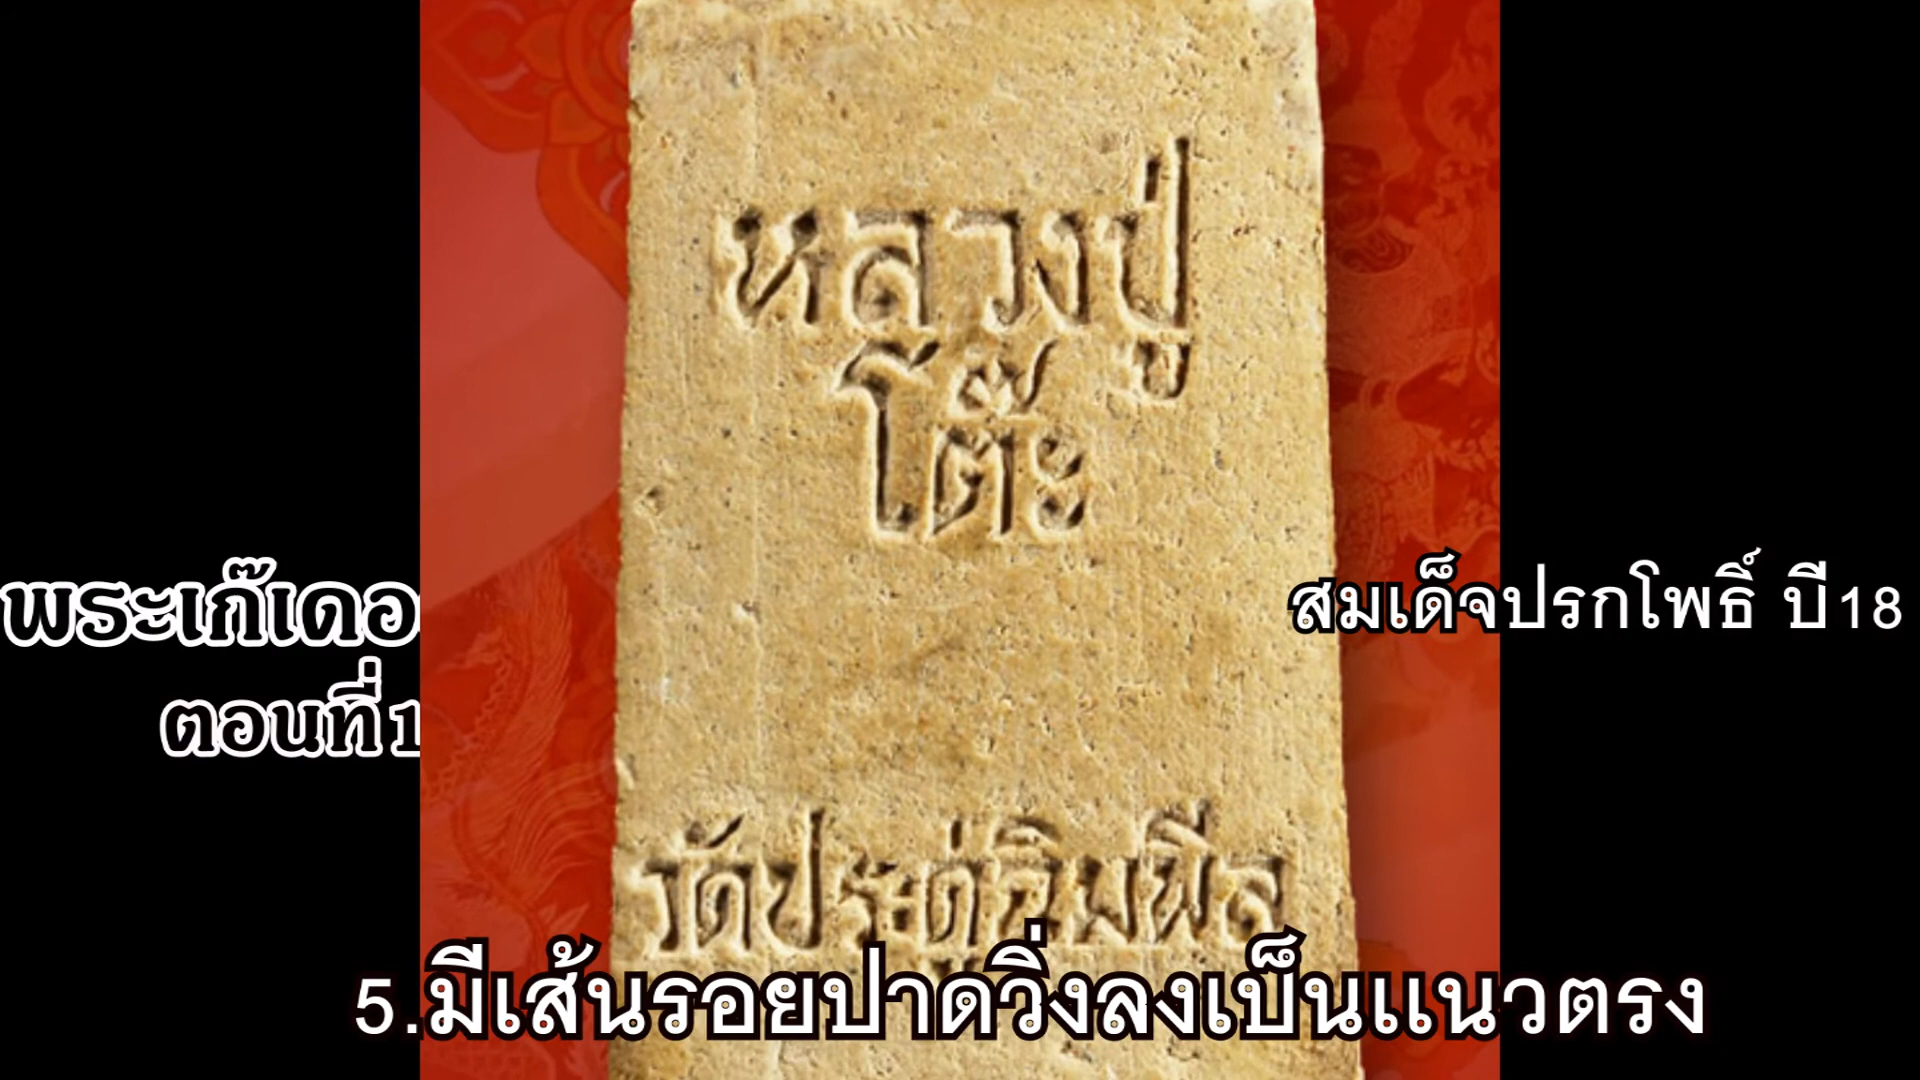 หลวงปู่
โต๊ะ
พระเก๊เดอ
ตอนที่1
สมเด็จปรกโพธิ์ ปี18
วัดประดู่ฉิมพลี
5.มีเส้นรอยปาดวิ่งลงเป็นแนวตรง